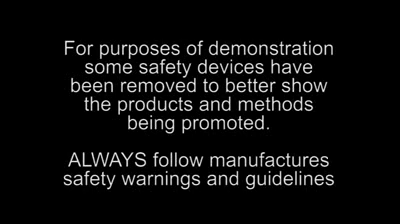 For purposes of demonstration
some safety devices have
been removed to better show
the products and methods
being promoted.
ALWAYS follow manufactures
safety warnings and guidelines